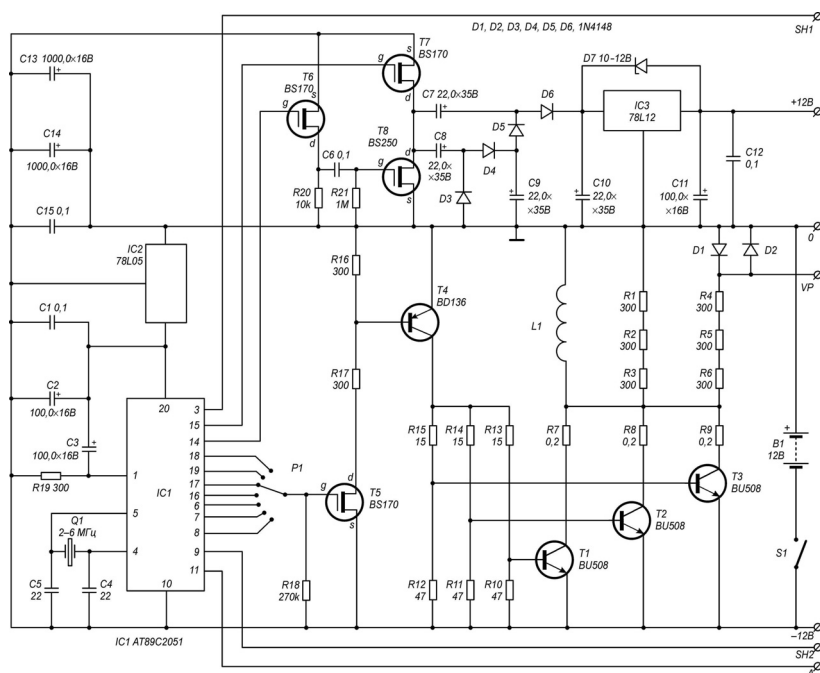 D1, D2, D3, D4, D5, D6, 1N4148
SH1
C13 1000,0×16В
T7
BS170
D7 10–12В
T6
BS170
s
g
d
s
g
d
C7 22,0×35В
D6
IC3
78L12
+12В
C14
1000,0×16В
T8
BS250
C8
22,0×
×35В
D5
D4
C12
0,1
C6 0,1
g
d
s
R20
10k
R21
1M
D3
C9
22,0×
×35В
C10
22,0×
×35В
C11
100,0×
×16В
C15 0,1
0
IC2
78L05
R16
300
D1
D2
VP
T4
BD136
C1 0,1
L1
R1
300
R4
300
R2
300
R5
300
R17
300
R3
300
R6
300
C2
100,0×16В
20
3
15
14
C3
100,0×16В
R15
15
R14
15
R13
15
R7
0,2
R8
0,2
R9
0,2
B1
12В
18
19
17
16
6
7
8
9
11
P1
1
R19 300
IC1
5
4
10
g
d
s
T5
BS170
T3
BU508
T2
BU508
Q1
2–6 МГц
T1
BU508
S1
C5
22
C4
22
R18
270k
R12
47
R11
47
R10
47
–12В
IC1 AT89C2051
SH2